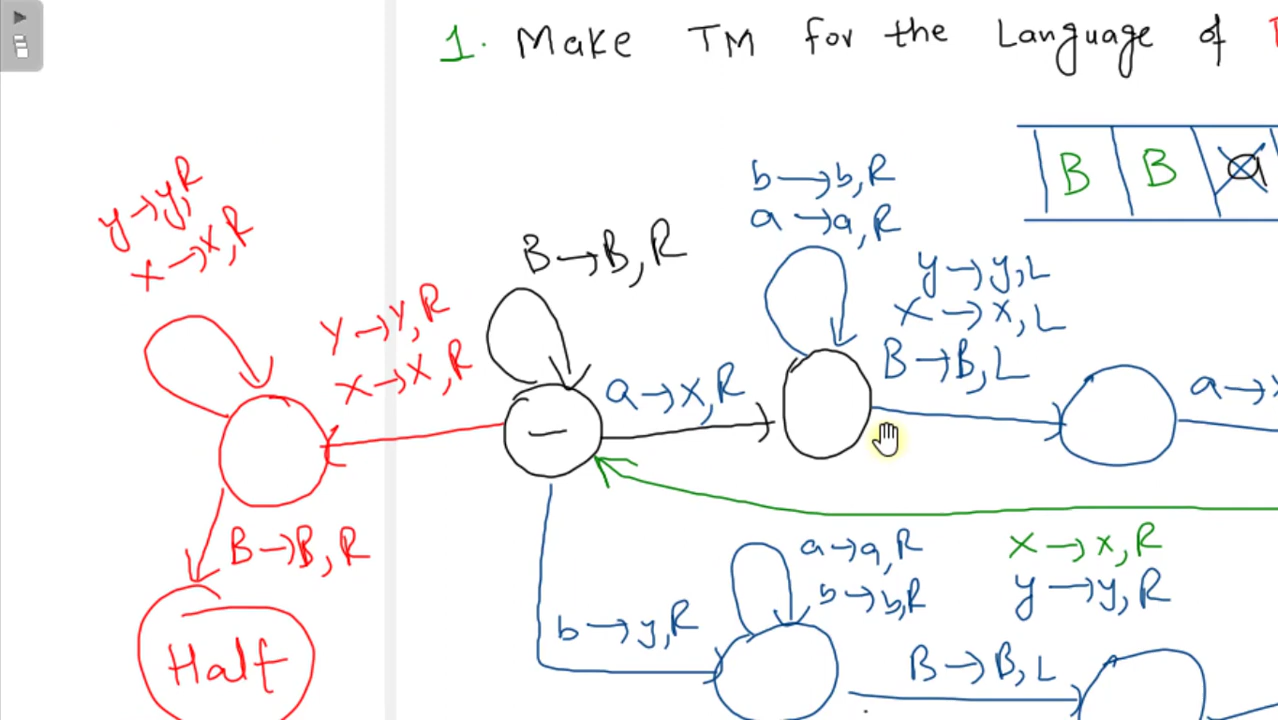 1. Make TM for the Language of
B B a
b→b,R
a→a,R
y→y,R
x→x,R
B→B,R
y→y,L
x→x,L
B→B,L
Y→Y,R
X→X,R
a→x,R
—
B→B,R
Half
b→y,R
a→a,R
b→b,R
x→x,R
y→y,R
B→B,L